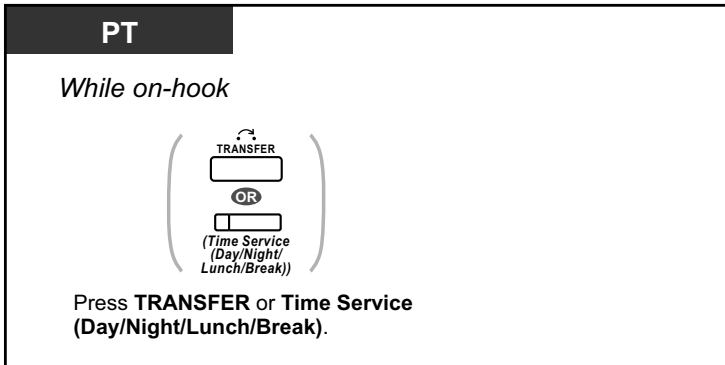 PT
While on-hook
TRANSFER
OR
(Time Service
(Day/Night/
Lunch/Break))
Press TRANSFER or Time Service
(Day/Night/Lunch/Break).